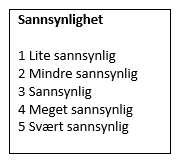 Sannsynlighet
1 Lite sannsynlig
2 Mindre sannsynlig
3 Sannsynlig
4 Meget sannsynlig
5 Svært sannsynlig